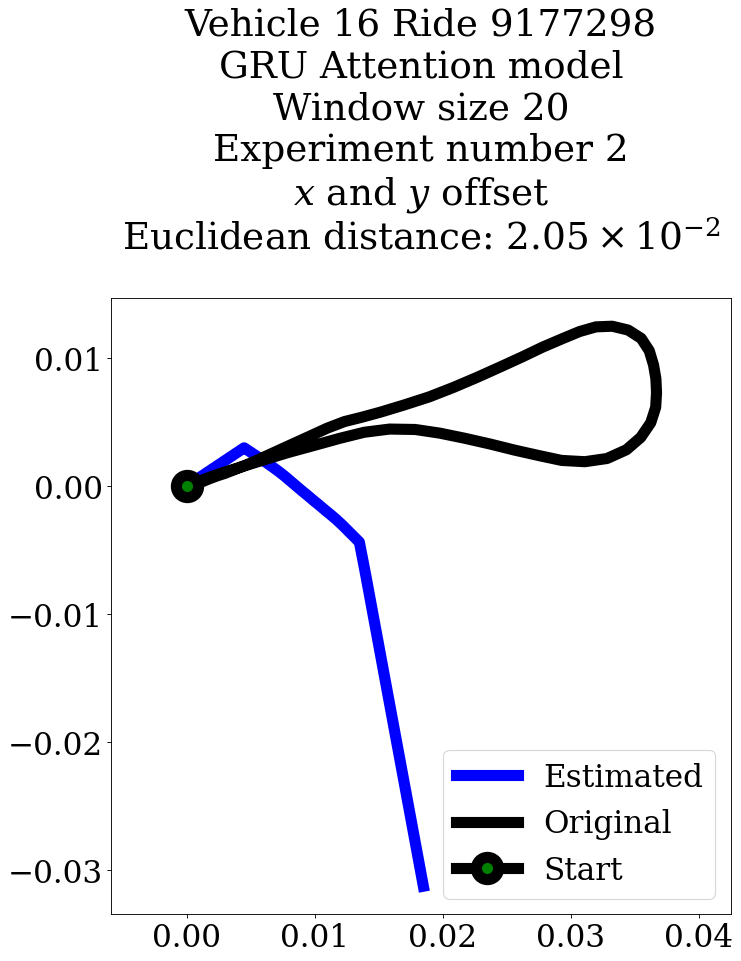 Vehicle 16 Ride 9177298
GRU Attention model
Window size 20
Experiment number 2
x and y offset
Euclidean distance: 2.05 × 10⁻²
0.01
0.00
−0.01
−0.02
−0.03
Estimated
Original
Start
0.00 0.01 0.02 0.03 0.04